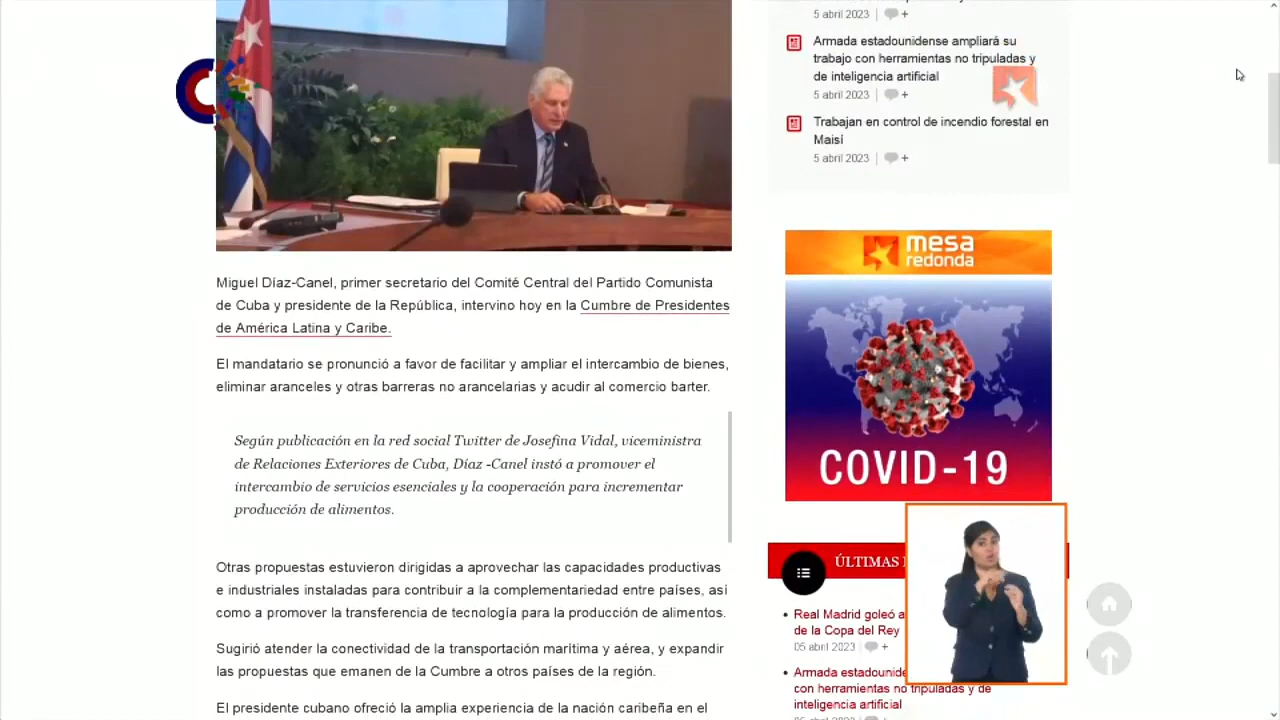 Miguel Díaz-Canel, primer secretario del Comité Central del Partido Comunista
de Cuba y presidente de la República, intervino hoy en la Cumbre de Presidentes
de América Latina y Caribe.
El mandatario se pronunció a favor de facilitar y ampliar el intercambio de bienes,
eliminar aranceles y otras barreras no arancelarias y acudir al comercio barter.
Según publicación en la red social Twitter de Josefina Vidal, viceministra
de Relaciones Exteriores de Cuba, Díaz -Canel instó a promover el
intercambio de servicios esenciales y la cooperación para incrementar
producción de alimentos.
Otras propuestas estuvieron dirigidas a aprovechar las capacidades productivas
e industriales instaladas para contribuir a la complementariedad entre países, así
como a promover la transferencia de tecnología para la producción de alimentos.
Sugirió atender la conectividad de la transportación marítima y aérea, y expandir
las propuestas que emanen de la Cumbre a otros países de la región.
El presidente cubano ofreció la amplia experiencia de la nación caribeña en el
5 abril 2023 | +
Armada estadounidense ampliará su
trabajo con herramientas no tripuladas y
de inteligencia artificial
5 abril 2023 | +
Trabajan en control de incendio forestal en
Maisí
5 abril 2023 | +
mesa
redonda
COVID-19
ÚLTIMAS
Real Madrid goleó a
de la Copa del Rey
05 abril 2023 | +
Armada estadounide
con herramientas no tripuladas y de
inteligencia artificial